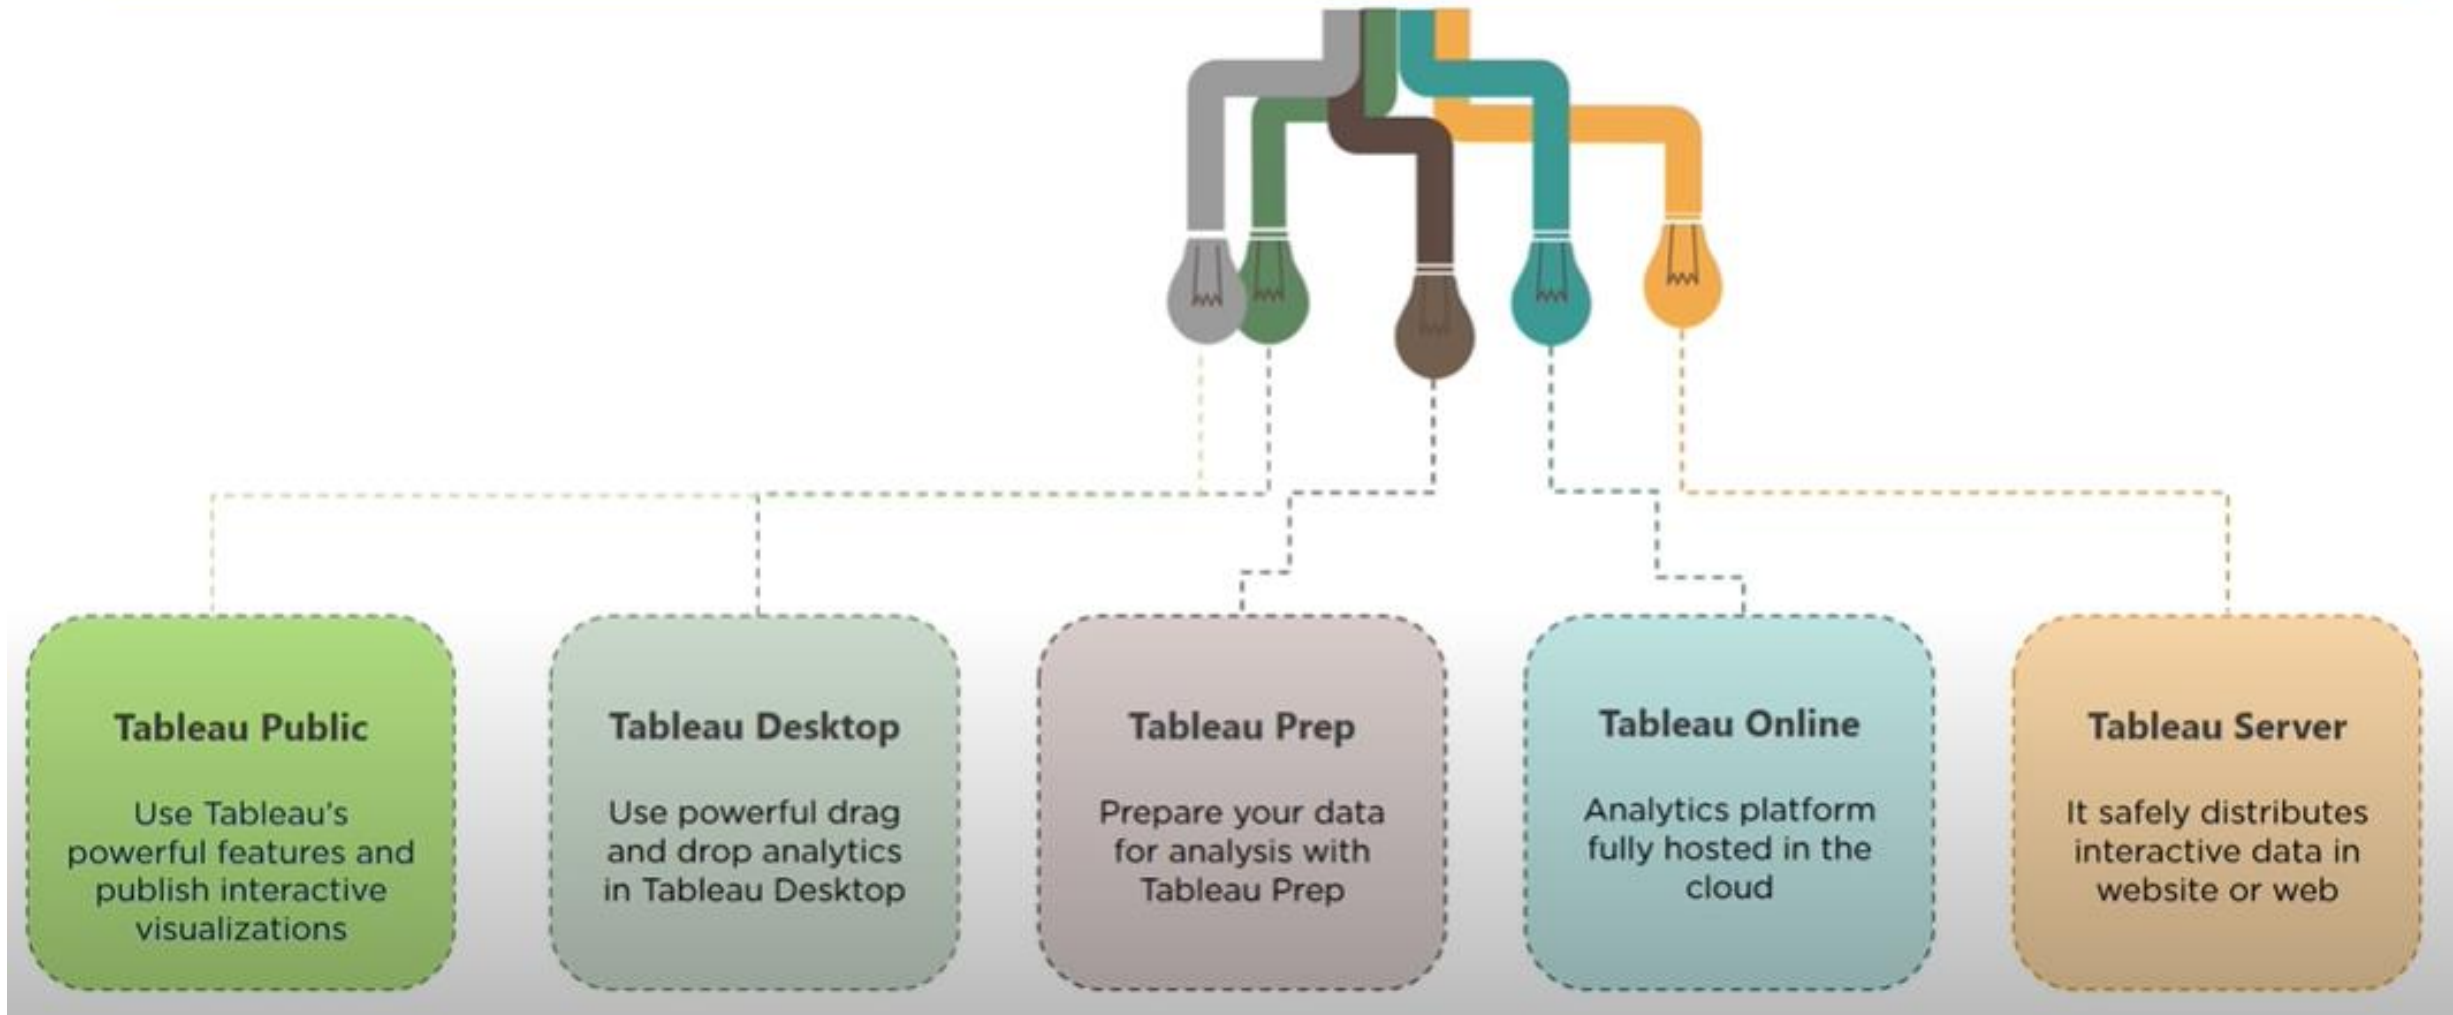 Tableau Public
Use Tableau's
powerful features and
publish interactive
visualizations
Tableau Desktop
Use powerful drag
and drop analytics
in Tableau Desktop
Tableau Prep
Prepare your data
for analysis with
Tableau Prep
Tableau Online
Analytics platform
fully hosted in the
cloud
Tableau Server
It safely distributes
interactive data in
website or web